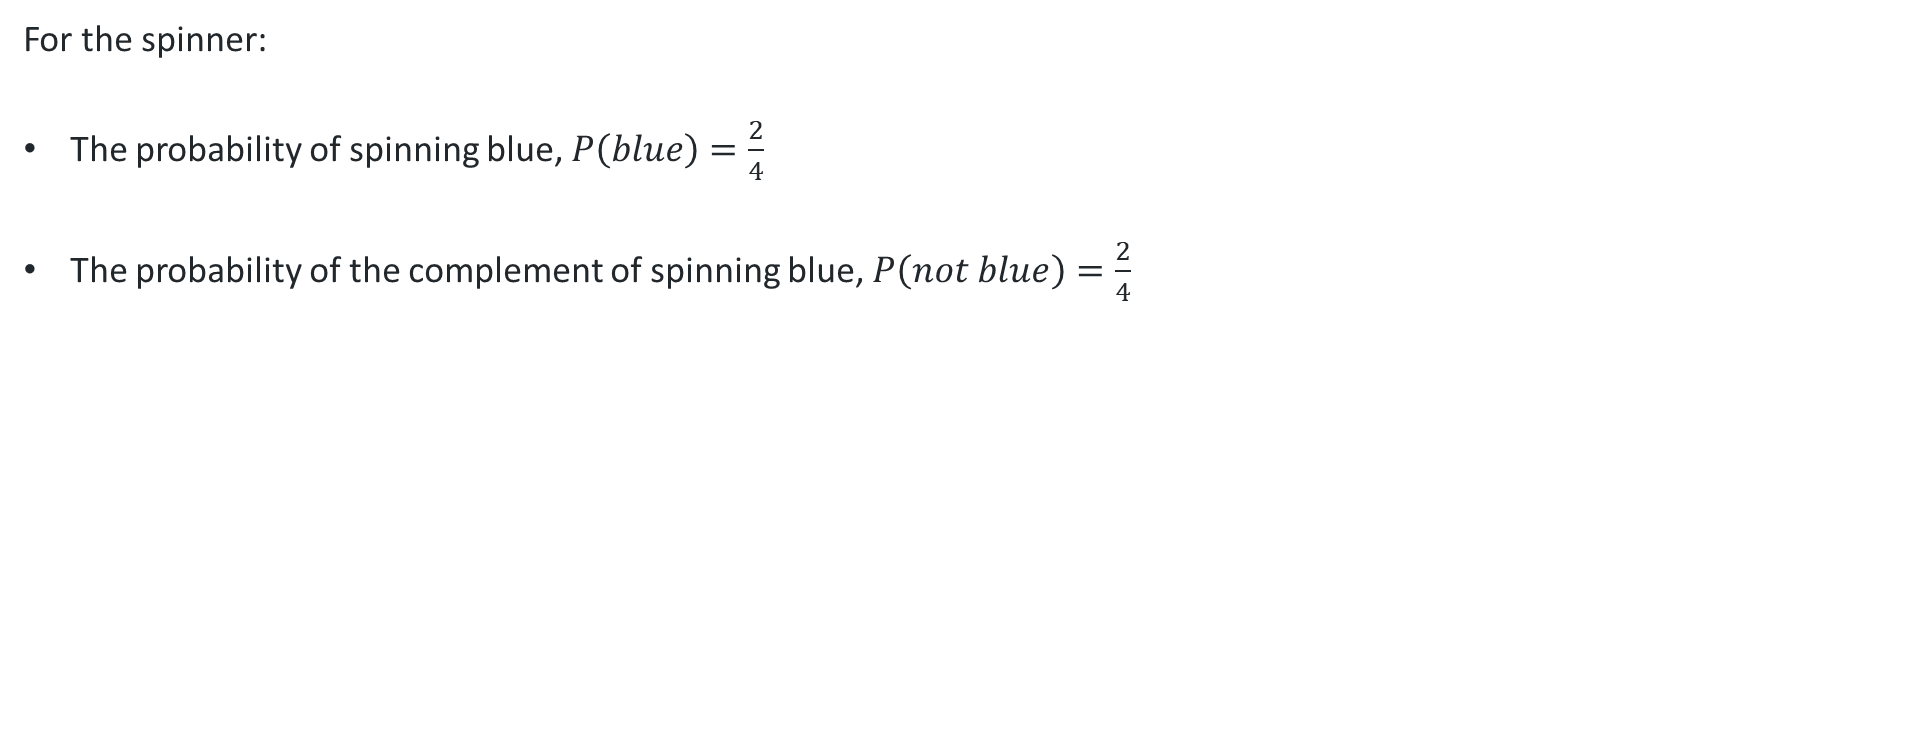 For the spinner:
• The probability of spinning blue, P(blue) = 2/4
• The probability of the complement of spinning blue, P(not blue) = 2/4